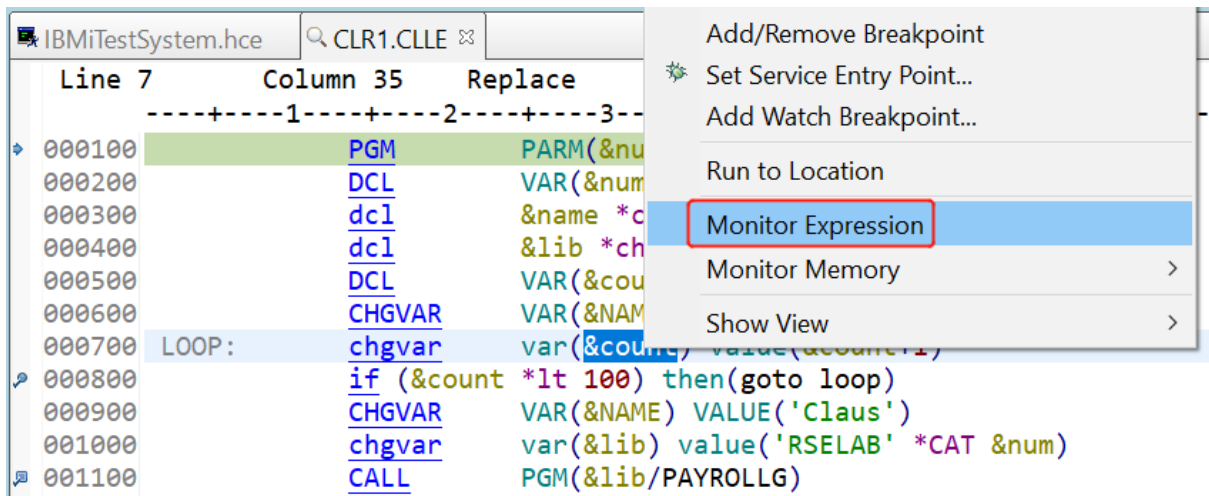 IBMiTestSystem.hce CLR1.CLLE
Line 7 Column 35 Replace
----+----1----+----2----+----3--
000100 PGM PARM(&nu
000200 DCL VAR(&num
000300 dcl &name *c
000400 dcl &lib *ch
000500 DCL VAR(&cou
000600 CHGVAR VAR(&NAM
000700 LOOP: chgvar var(&count) value(&count+1)
000800 if (&count *lt 100) then(goto loop)
000900 CHGVAR VAR(&NAME) VALUE('Claus')
001000 chgvar var(&lib) value('RSELAB' *CAT &num)
001100 CALL PGM(&lib/PAYROLLG)
Add/Remove Breakpoint
Set Service Entry Point...
Add Watch Breakpoint...
Run to Location
Monitor Expression
Monitor Memory
Show View